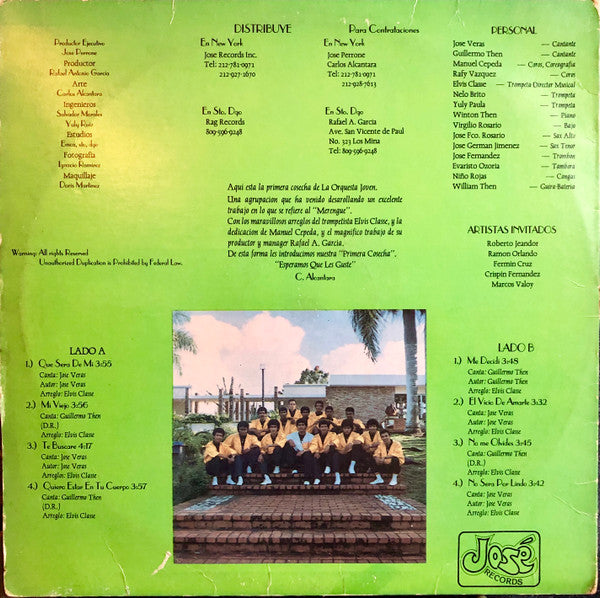 Productor Ejecutivo
Jose Perrone
Productor
Rafael Antonio Garcia
Arte
Carlos Alcantara
Ingenieros
Salvador Morales
Yuly Ruiz
Estudios
Emca, sto, dgo
Fotografia
Ignacio Ramirez
Maquillaje
Doris Martinez
Warning: All rights Reserved
Unauthorized Duplication is Prohibited by Federal Law.
DISTRIBUYE
En New York
Jose Records Inc.
Tel: 212-781-0971
212-927-1670
En Sto. Dgo
Rag Records
809-596-9248
Para Contrataciones
En New York
Jose Perrone
Carlos Alcantara
Tel: 212-781-0971
212-928-7613
En Sto. Dgo
Rafael A. Garcia
Ave. San Vicente de Paul
No. 323 Los Mina
Tel: 809-596-9248
PERSONAL
Jose Veras — Cantante
Guillermo Then — Cantante
Manuel Cepeda — Coros, Coreografia
Rafy Vazquez — Coros
Elvis Classe — Trompeta Director Musical
Nelo Brito — Trompeta
Yuly Paula — Trompeta
Winton Then — Piano
Virgilio Rosario — Bajo
Jose Fco. Rosario — Sax Alto
Jose German Jimenez — Sax Tenor
Jose Fernandez — Trombon
Evaristo Ozoria — Tambora
Niño Rojas — Congas
William Then — Guira-Bateria
Aqui esta la primera cosecha de La Orquesta Joven.
Una agrupacion que ha venido desarollando un excelente
trabajo en lo que se refiere al "Merengue".
Con los maravillosos arreglos del trompetista Elvis Classe, y la
dedicacion de Manuel Cepeda, y el magnifico trabajo de su
productor y manager Rafael A. Garcia.
De esta forma les introducimos nuestra "Primera Cosecha".
"Esperamos Que Les Guste"
C. Alcantara
ARTISTAS INVITADOS
Roberto Jeandor
Ramon Orlando
Fermin Cruz
Crispin Fernandez
Marcos Valoy
LADO A
1.) Que Sera De Mi 3:55
Canta: Jose Veras
Autor: Jose Veras
Arreglo: Elvis Classe
2.) Mi Viejo 3:56
Canta: Guillermo Then
(D.R.)
Arreglo: Elvis Classe
3.) Te Buscare 4:17
Canta: Jose Veras
Autor: Jose Veras
Arreglo: Elvis Classe
4.) Quiero Estar En Tu Cuerpo 3:57
Canta: Guillermo Then
(D.R.)
Arreglo: Elvis Classe
LADO B
1.) Me Decidi 3:48
Canta: Guillermo Then
Autor: Guillermo Then
Arreglo: Elvis Classe
2.) El Vicio De Amarte 3:32
Canta: Jose Veras
Autor: Jose Veras
Arreglo: Elvis Classe
3.) No me Olvides 3:45
Canta: Guillermo Then
(D.R.)
Arreglo: Elvis Classe
4.) No Sera Por Lindo 3:42
Canta: Jose Veras
Autor: Jose Veras
Arreglo: Elvis Clase
José
RECORDS